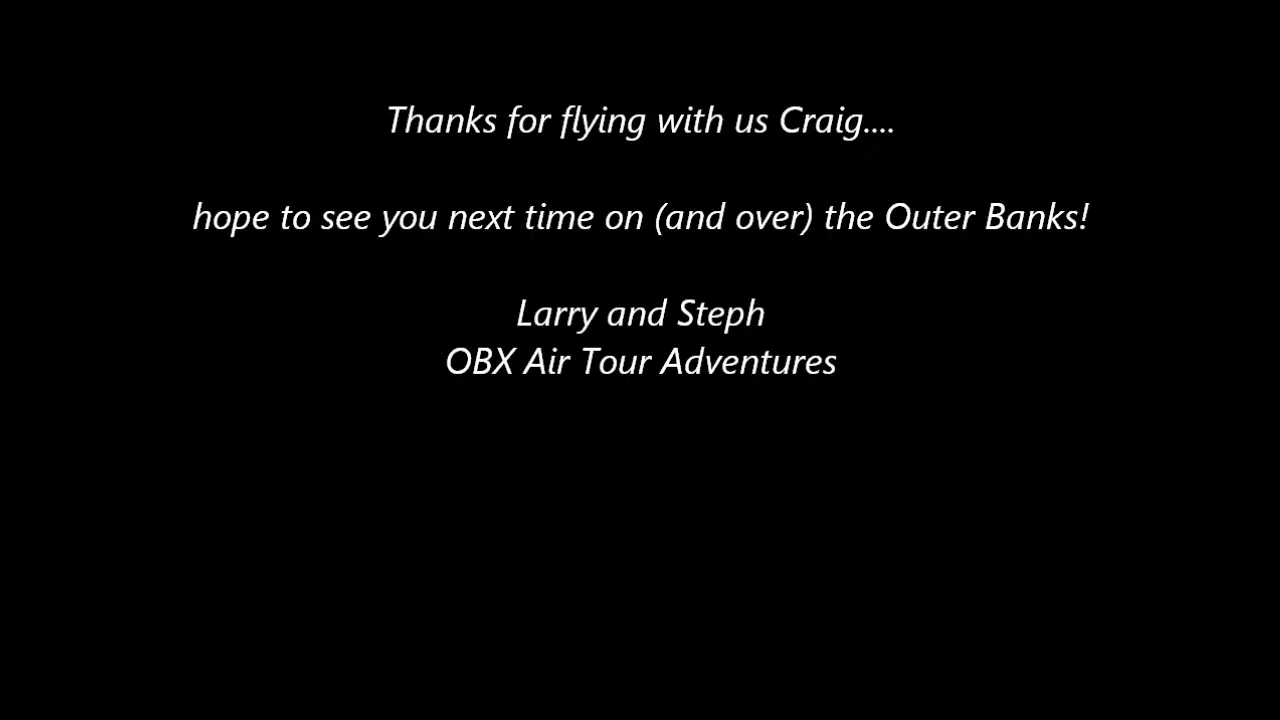 Thanks for flying with us Craig....
hope to see you next time on (and over) the Outer Banks!
Larry and Steph
OBX Air Tour Adventures